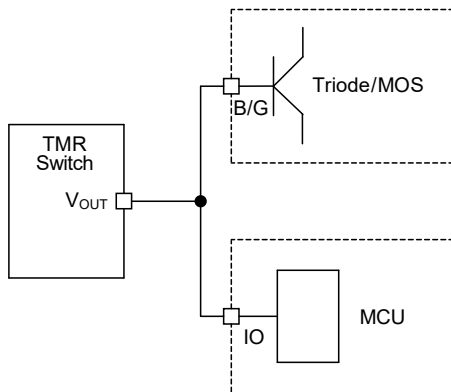 TMR
Switch
VOUT
B/G
Triode/MOS
IO
MCU